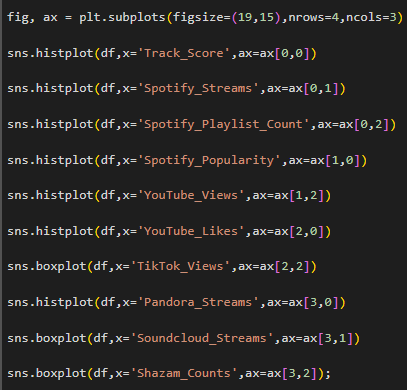 fig, ax = plt.subplots(figsize=(19,15),nrows=4,ncols=3)
sns.histplot(df,x='Track_Score',ax=ax[0,0])
sns.histplot(df,x='Spotify_Streams',ax=ax[0,1])
sns.histplot(df,x='Spotify_Playlist_Count',ax=ax[0,2])
sns.histplot(df,x='Spotify_Popularity',ax=ax[1,0])
sns.histplot(df,x='YouTube_Views',ax=ax[1,2])
sns.histplot(df,x='YouTube_Likes',ax=ax[2,0])
sns.boxplot(df,x='TikTok_Views',ax=ax[2,2])
sns.histplot(df,x='Pandora_Streams',ax=ax[3,0])
sns.boxplot(df,x='Soundcloud_Streams',ax=ax[3,1])
sns.boxplot(df,x='Shazam_Counts',ax=ax[3,2]);